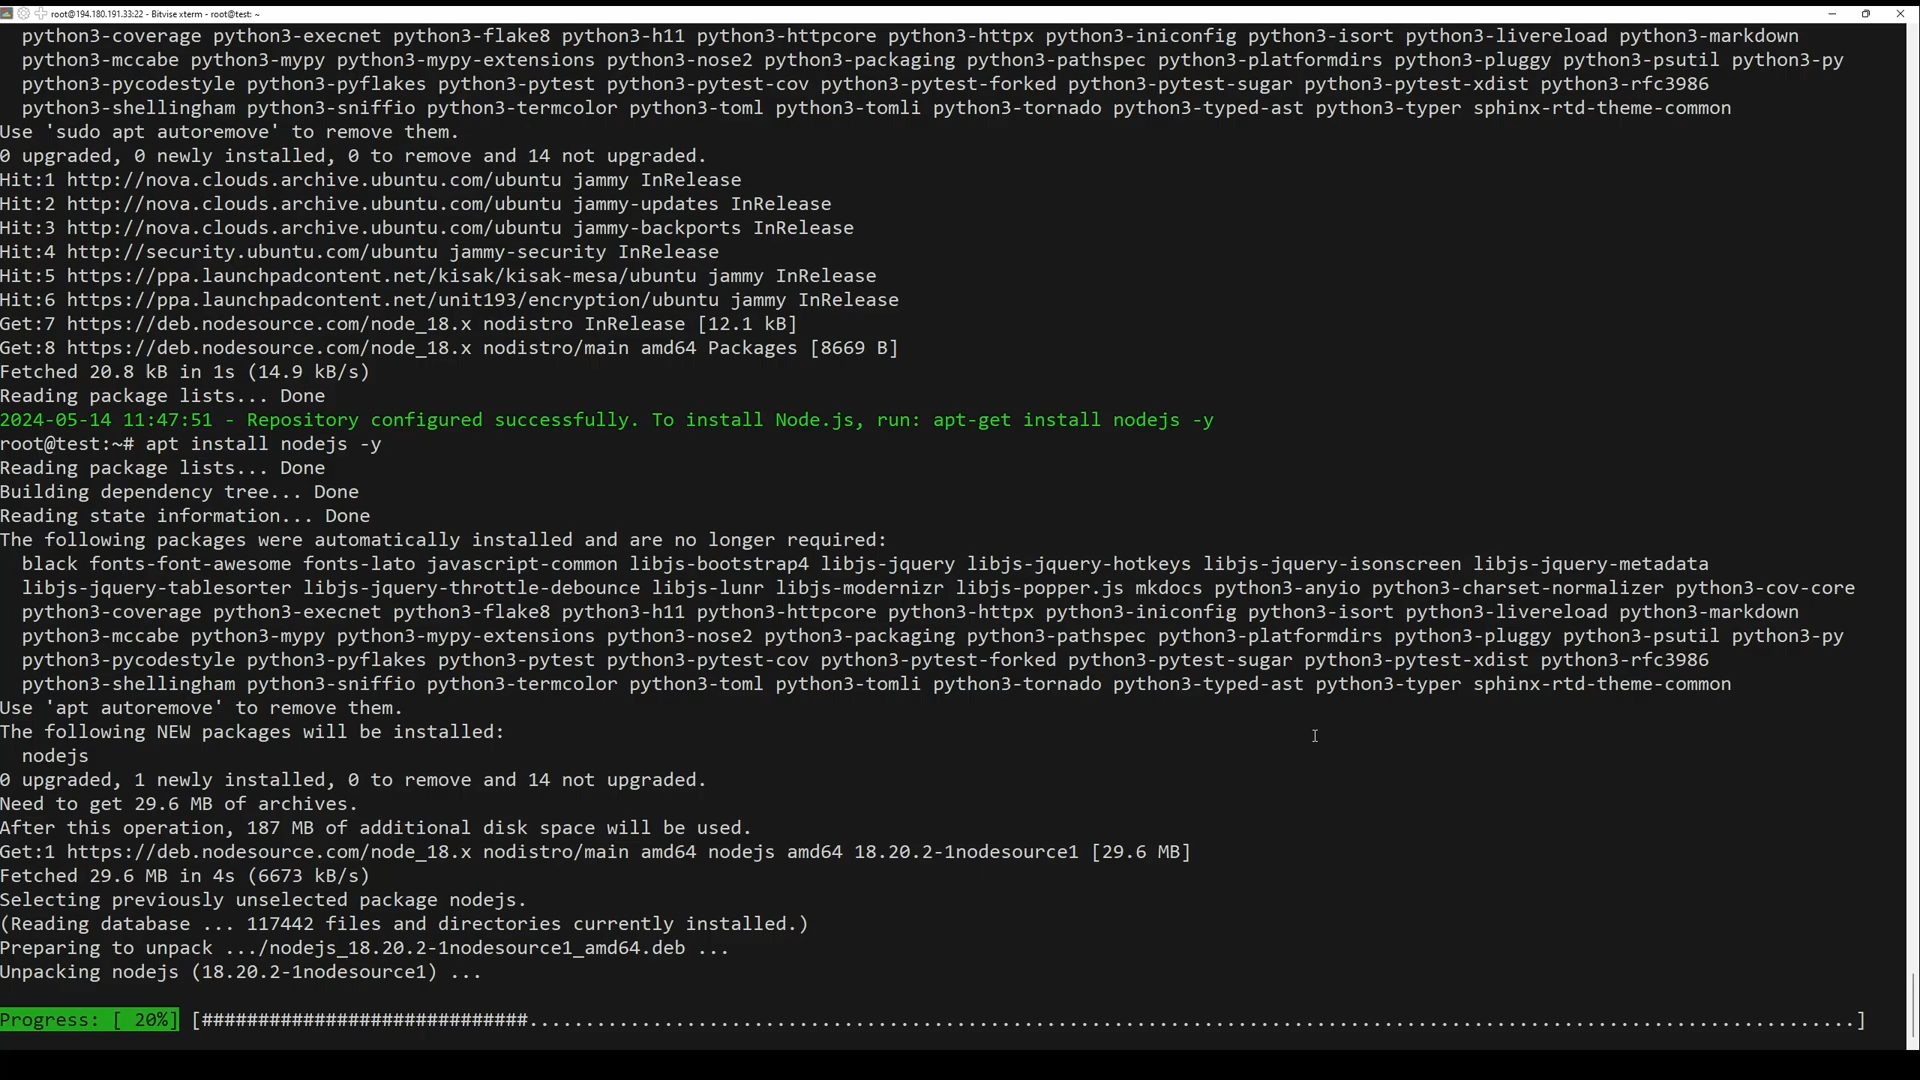 root@194.180.191.33:22 - Bitvise xterm - root@test: ~
python3-coverage python3-execnet python3-flake8 python3-h11 python3-httpcore python3-httpx python3-iniconfig python3-isort python3-livereload python3-markdown
python3-mccabe python3-mypy python3-mypy-extensions python3-nose2 python3-packaging python3-pathspec python3-platformdirs python3-pluggy python3-psutil python3-py
python3-pycodestyle python3-pyflakes python3-pytest python3-pytest-cov python3-pytest-forked python3-pytest-sugar python3-pytest-xdist python3-rfc3986
python3-shellingham python3-sniffio python3-termcolor python3-toml python3-tomli python3-tornado python3-typed-ast python3-typer sphinx-rtd-theme-common
Use 'sudo apt autoremove' to remove them.
0 upgraded, 0 newly installed, 0 to remove and 14 not upgraded.
Hit:1 http://nova.clouds.archive.ubuntu.com/ubuntu jammy InRelease
Hit:2 http://nova.clouds.archive.ubuntu.com/ubuntu jammy-updates InRelease
Hit:3 http://nova.clouds.archive.ubuntu.com/ubuntu jammy-backports InRelease
Hit:4 http://security.ubuntu.com/ubuntu jammy-security InRelease
Hit:5 https://ppa.launchpadcontent.net/kisak/kisak-mesa/ubuntu jammy InRelease
Hit:6 https://ppa.launchpadcontent.net/unit193/encryption/ubuntu jammy InRelease
Get:7 https://deb.nodesource.com/node_18.x nodistro InRelease [12.1 kB]
Get:8 https://deb.nodesource.com/node_18.x nodistro/main amd64 Packages [8669 B]
Fetched 20.8 kB in 1s (14.9 kB/s)
Reading package lists... Done
2024-05-14 11:47:51 - Repository configured successfully. To install Node.js, run: apt-get install nodejs -y
root@test:~# apt install nodejs -y
Reading package lists... Done
Building dependency tree... Done
Reading state information... Done
The following packages were automatically installed and are no longer required:
black fonts-font-awesome fonts-lato javascript-common libjs-bootstrap4 libjs-jquery libjs-jquery-hotkeys libjs-jquery-isonscreen libjs-jquery-metadata
libjs-jquery-tablesorter libjs-jquery-throttle-debounce libjs-lunr libjs-modernizr libjs-popper.js mkdocs python3-anyio python3-charset-normalizer python3-cov-core
python3-coverage python3-execnet python3-flake8 python3-h11 python3-httpcore python3-httpx python3-iniconfig python3-isort python3-livereload python3-markdown
python3-mccabe python3-mypy python3-mypy-extensions python3-nose2 python3-packaging python3-pathspec python3-platformdirs python3-pluggy python3-psutil python3-py
python3-pycodestyle python3-pyflakes python3-pytest python3-pytest-cov python3-pytest-forked python3-pytest-sugar python3-pytest-xdist python3-rfc3986
python3-shellingham python3-sniffio python3-termcolor python3-toml python3-tomli python3-tornado python3-typed-ast python3-typer sphinx-rtd-theme-common
Use 'apt autoremove' to remove them.
The following NEW packages will be installed:
nodejs
0 upgraded, 1 newly installed, 0 to remove and 14 not upgraded.
Need to get 29.6 MB of archives.
After this operation, 187 MB of additional disk space will be used.
Get:1 https://deb.nodesource.com/node_18.x nodistro/main amd64 nodejs amd64 18.20.2-1nodesource1 [29.6 MB]
Fetched 29.6 MB in 4s (6673 kB/s)
Selecting previously unselected package nodejs.
(Reading database ... 117442 files and directories currently installed.)
Preparing to unpack .../nodejs_18.20.2-1nodesource1_amd64.deb ...
Unpacking nodejs (18.20.2-1nodesource1) ...
Progress: [ 20%] [#############################......................................................................................................................]